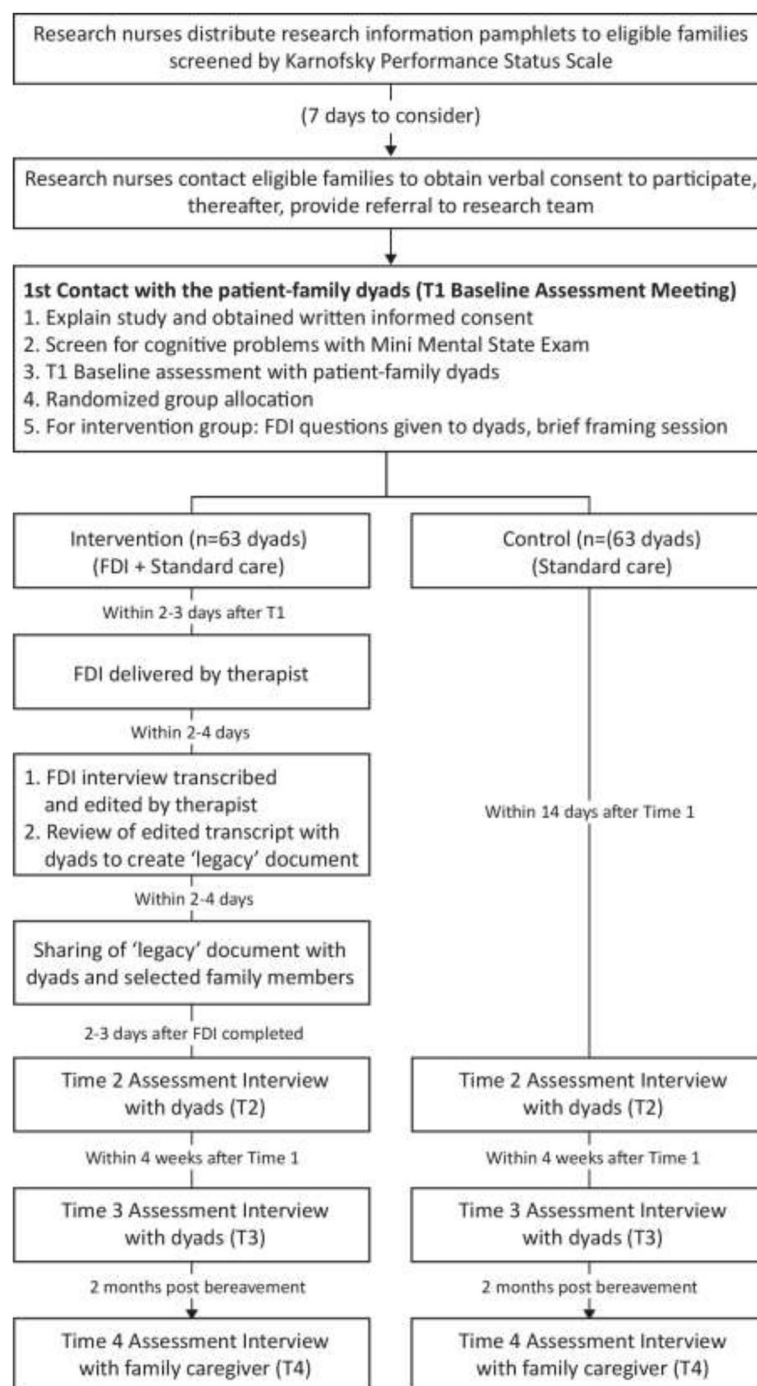 Research nurses distribute research information pamphlets to eligible families
screened by Karnofsky Performance Status Scale
(7 days to consider)
Research nurses contact eligible families to obtain verbal consent to participate,
thereafter, provide referral to research team
1st Contact with the patient-family dyads (T1 Baseline Assessment Meeting)
1. Explain study and obtained written informed consent
2. Screen for cognitive problems with Mini Mental State Exam
3. T1 Baseline assessment with patient-family dyads
4. Randomized group allocation
5. For intervention group: FDI questions given to dyads, brief framing session
Intervention (n=63 dyads)
(FDI + Standard care)
Within 2-3 days after T1
FDI delivered by therapist
Within 2-4 days
1. FDI interview transcribed
and edited by therapist
2. Review of edited transcript with
dyads to create ‘legacy’ document
Within 2-4 days
Sharing of ‘legacy’ document with
dyads and selected family members
2-3 days after FDI completed
Time 2 Assessment Interview
with dyads (T2)
Within 4 weeks after Time 1
Time 3 Assessment Interview
with dyads (T3)
2 months post bereavement
Time 4 Assessment Interview
with family caregiver (T4)
Control (n=(63 dyads)
(Standard care)
Within 14 days after Time 1
Time 2 Assessment Interview
with dyads (T2)
Within 4 weeks after Time 1
Time 3 Assessment Interview
with dyads (T3)
2 months post bereavement
Time 4 Assessment Interview
with family caregiver (T4)